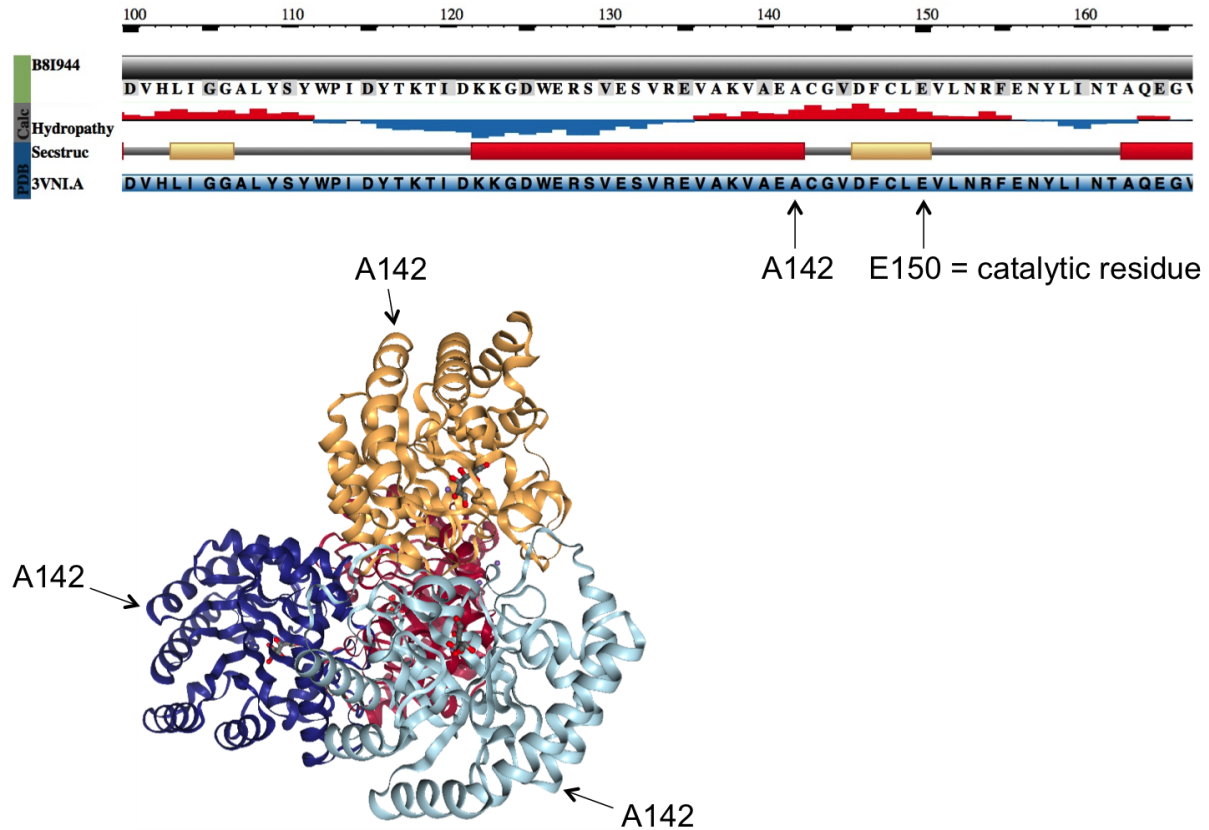 100 110 120 130 140 150 160
B8I944
DVHLIGGALYSYWPIDYTKTIDKKGDWERSVESVREVAKVAEACGVDFCLEVLNRFENYLINTAQEGV
Calc
Hydropathy
PDB
Secstruc
3VNI.A
DVHLIGGALYSYWPIDYTKTIDKKGDWERSVESVREVAKVAEACGVDFCLEVLNRFENYLINTAQEGV
A142
A142
E150 = catalytic residue
A142
A142